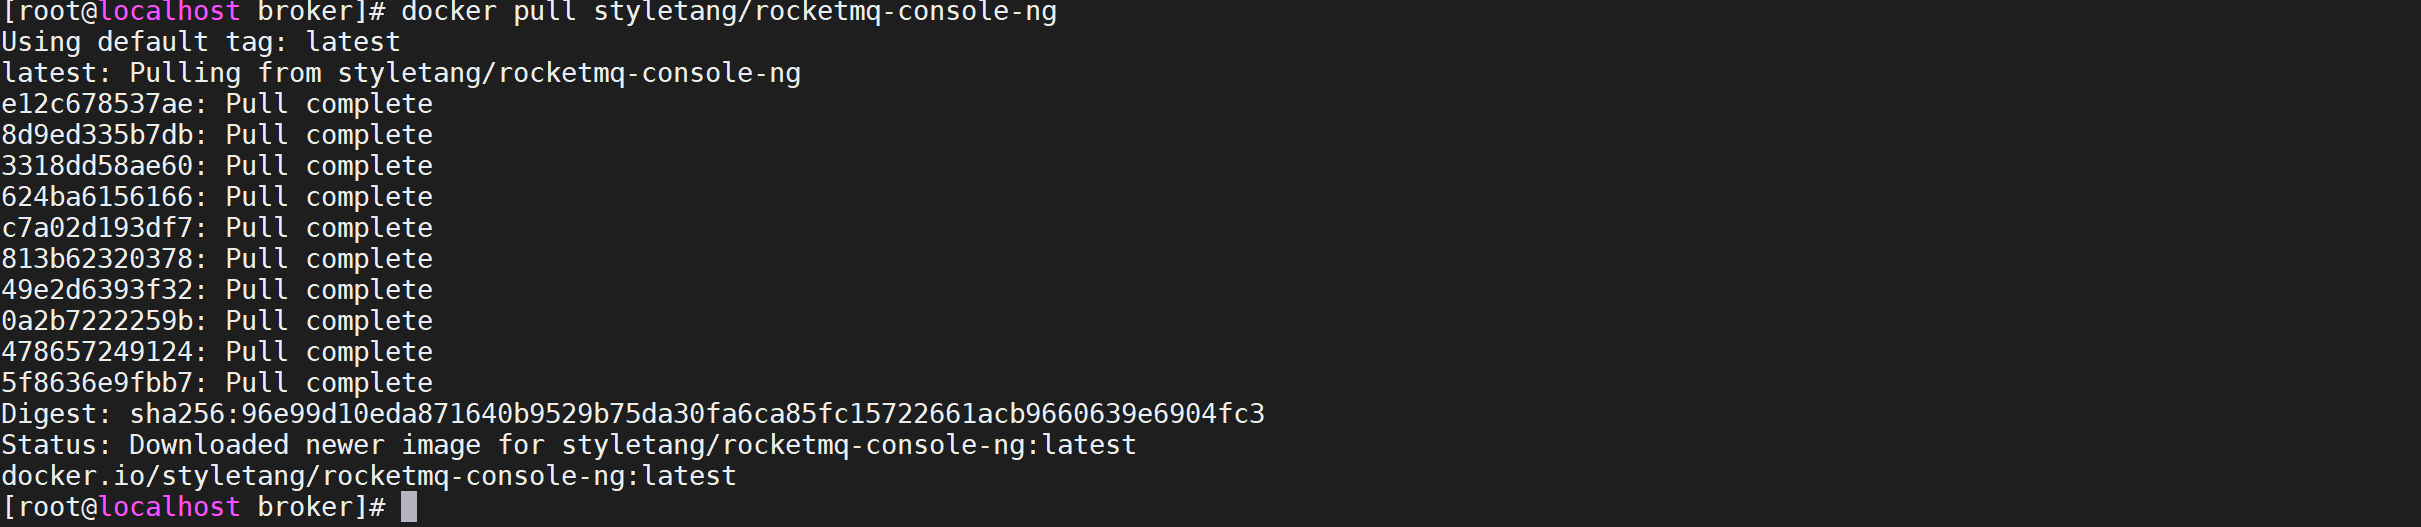 [root@localhost broker]# docker pull styletang/rocketmq-console-ng
Using default tag: latest
latest: Pulling from styletang/rocketmq-console-ng
e12c678537ae: Pull complete
8d9ed335b7db: Pull complete
3318dd58ae60: Pull complete
624ba6156166: Pull complete
c7a02d193df7: Pull complete
813b62320378: Pull complete
49e2d6393f32: Pull complete
0a2b7222259b: Pull complete
478657249124: Pull complete
5f8636e9fbb7: Pull complete
Digest: sha256:96e99d10eda871640b9529b75da30fa6ca85fc15722661acb9660639e6904fc3
Status: Downloaded newer image for styletang/rocketmq-console-ng:latest
docker.io/styletang/rocketmq-console-ng:latest
[root@localhost broker]#